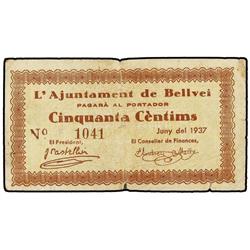 L'Ajuntament de Bellvei
PAGARÀ AL PORTADOR
Cinquanta Cèntims
Nº 1041 Juny del 1937
El President, El Conseller de Finances,